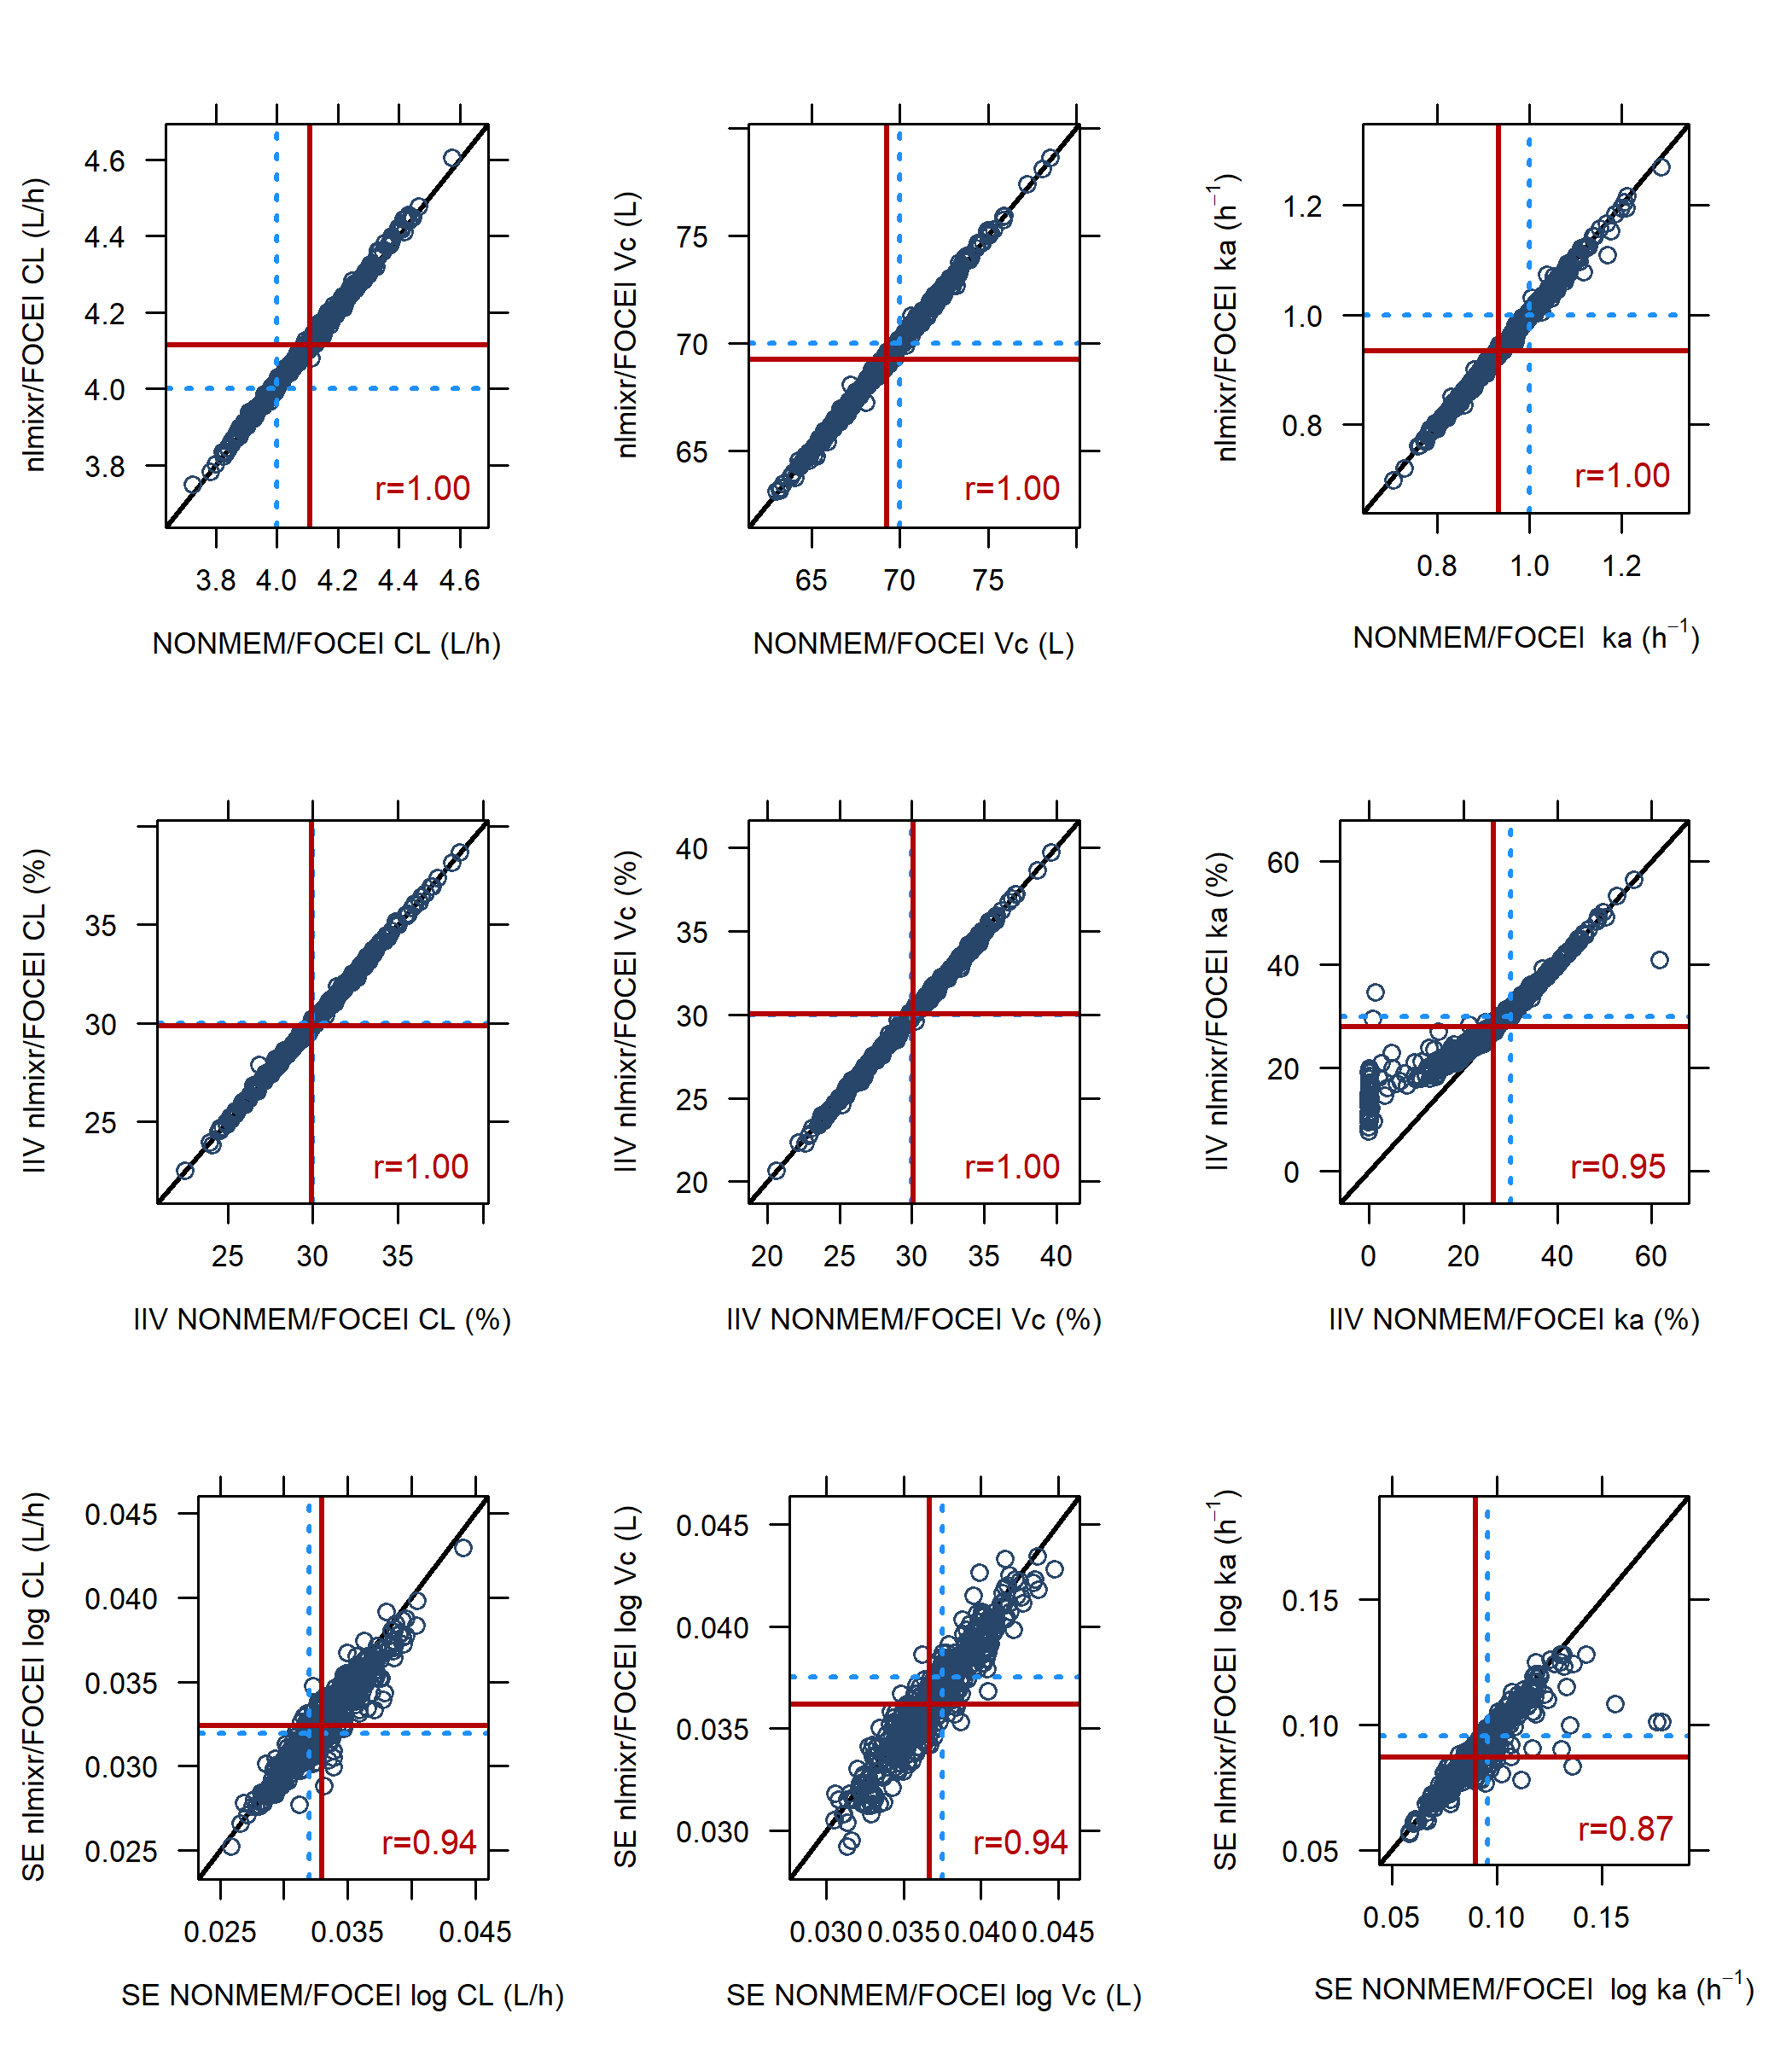 nlmixr/FOCEI CL (L/h)
4.6
4.4
4.2
4.0
3.8
r=1.00
3.8 4.0 4.2 4.4 4.6
NONMEM/FOCEI CL (L/h)
nlmixr/FOCEI Vc (L)
75
70
65
r=1.00
65 70 75
NONMEM/FOCEI Vc (L)
nlmixr/FOCEI ka (h⁻¹)
1.2
1.0
0.8
r=1.00
0.8 1.0 1.2
NONMEM/FOCEI ka (h⁻¹)
IIV nlmixr/FOCEI CL (%)
35
30
25
r=1.00
25 30 35
IIV NONMEM/FOCEI CL (%)
IIV nlmixr/FOCEI Vc (%)
40
35
30
25
20
r=1.00
20 25 30 35 40
IIV NONMEM/FOCEI Vc (%)
IIV nlmixr/FOCEI ka (%)
60
40
20
0
r=0.95
0 20 40 60
IIV NONMEM/FOCEI ka (%)
SE nlmixr/FOCEI log CL (L/h)
0.045
0.040
0.035
0.030
0.025
r=0.94
0.025 0.035 0.045
SE NONMEM/FOCEI log CL (L/h)
SE nlmixr/FOCEI log Vc (L)
0.045
0.040
0.035
0.030
r=0.94
0.030 0.035 0.040 0.045
SE NONMEM/FOCEI log Vc (L)
SE nlmixr/FOCEI log ka (h⁻¹)
0.15
0.10
0.05
r=0.87
0.05 0.10 0.15
SE NONMEM/FOCEI log ka (h⁻¹)